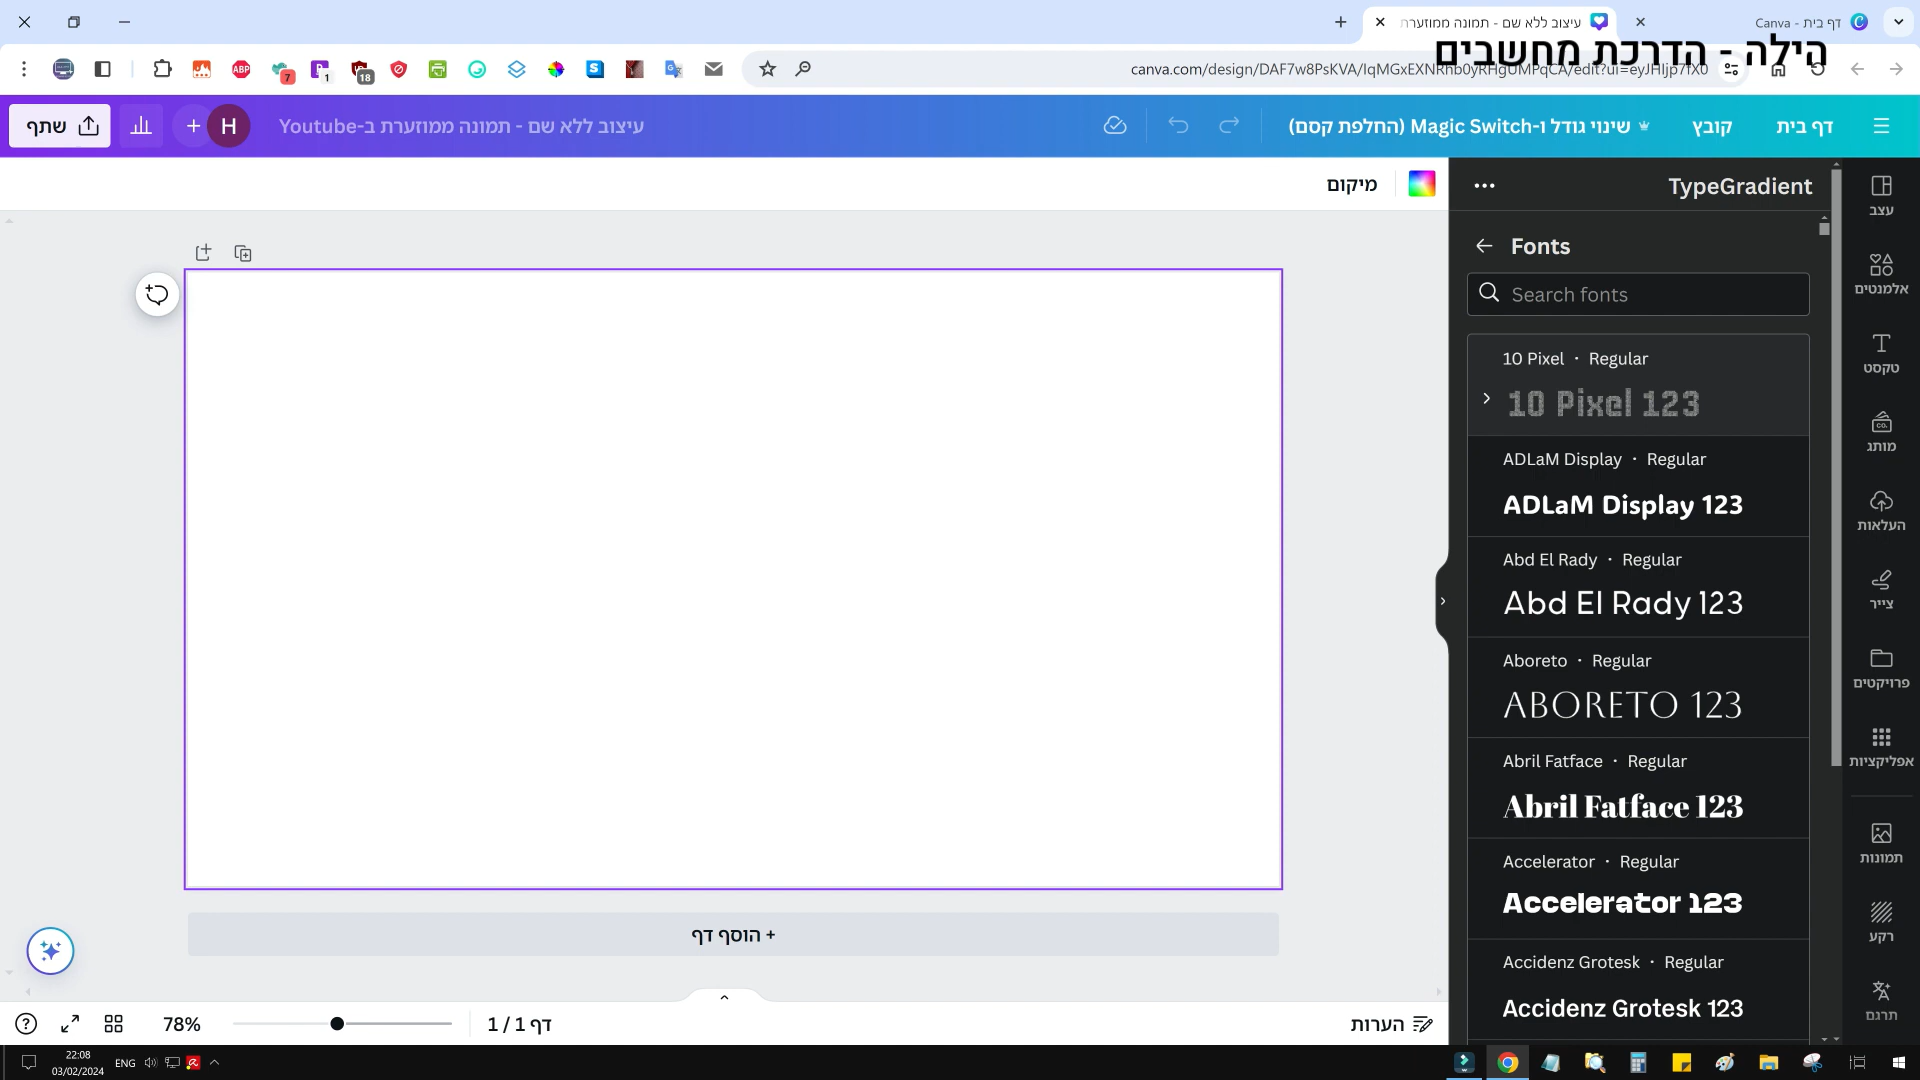 דף בית - Canva
עיצוב ללא שם - תמונה ממוזערת
הילה - הדרכת מחשבים
canva.com/design/DAF7w8PsKVA/IqMGxEXNRhb0yRHgUMPqCA/edit?ui=eyJHIjp7fX0
ABP
7
1
18
דף בית
קובץ
שינוי גודל ו-Magic Switch (החלפת קסם)
עיצוב ללא שם - תמונה ממוזערת ב-Youtube
H
שתף
מיקום
TypeGradient
Fonts
Search fonts
10 Pixel · Regular
10 Pixel 123
ADLaM Display · Regular
ADLaM Display 123
Abd El Rady · Regular
Abd El Rady 123
Aboreto · Regular
ABORETO 123
Abril Fatface · Regular
Abril Fatface 123
Accelerator · Regular
Accelerator 123
Accidenz Grotesk · Regular
Accidenz Grotesk 123
עצב
אלמנטים
טקסט
מותג
העלאות
צייר
פרויקטים
אפליקציות
תמונות
רקע
תרגם
+ הוסף דף
הערות
דף 1 / 1
78%
22:08
03/02/2024
ENG